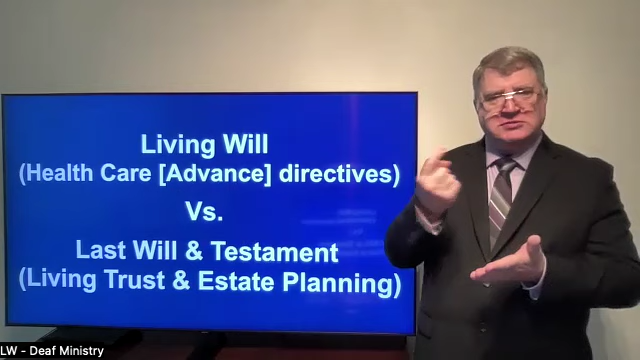 Living Will
(Health Care [Advance] directives)
Vs.
Last Will & Testament
(Living Trust & Estate Planning)
LW - Deaf Ministry